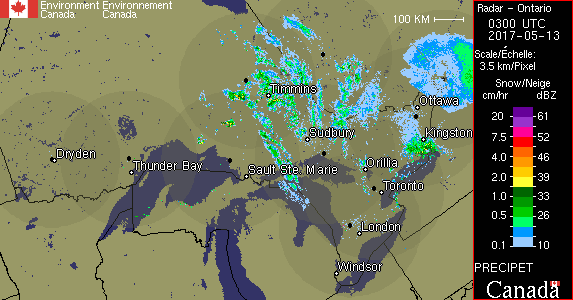 Environment Environnement
Canada Canada
100 KM
Timmins
Ottawa
Sudbury
Kingston
Dryden
Thunder Bay
Sault Ste. Marie
Orillia
Toronto
London
Windsor
Radar - Ontario
0300 UTC
2017-05-13
Scale/Échelle:
3.5 km/Pixel
Snow/Neige
cm/hr dBZ
20 61
7.5 52
4.0 46
2.0 39
1.0 33
0.5 26
0.1 10
PRECIPET
Canada